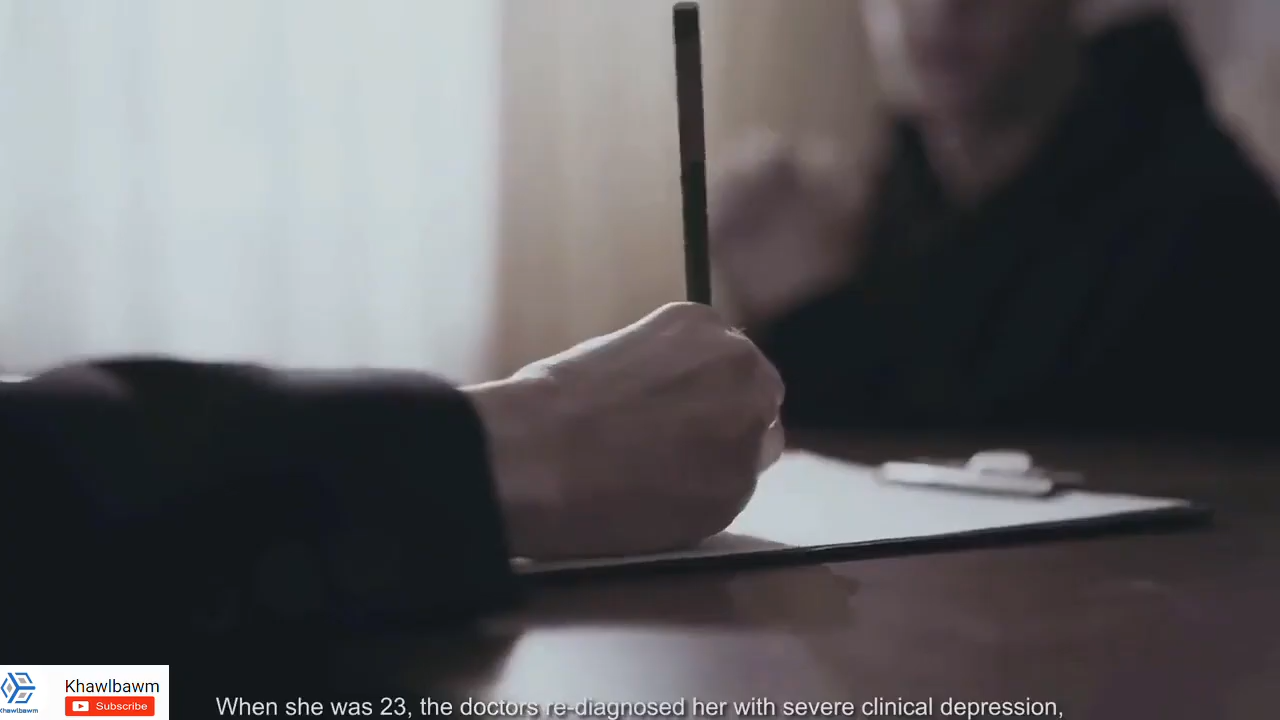 Khawlbawm
Subscribe
Khawlbawm
When she was 23, the doctors re-diagnosed her with severe clinical depression,